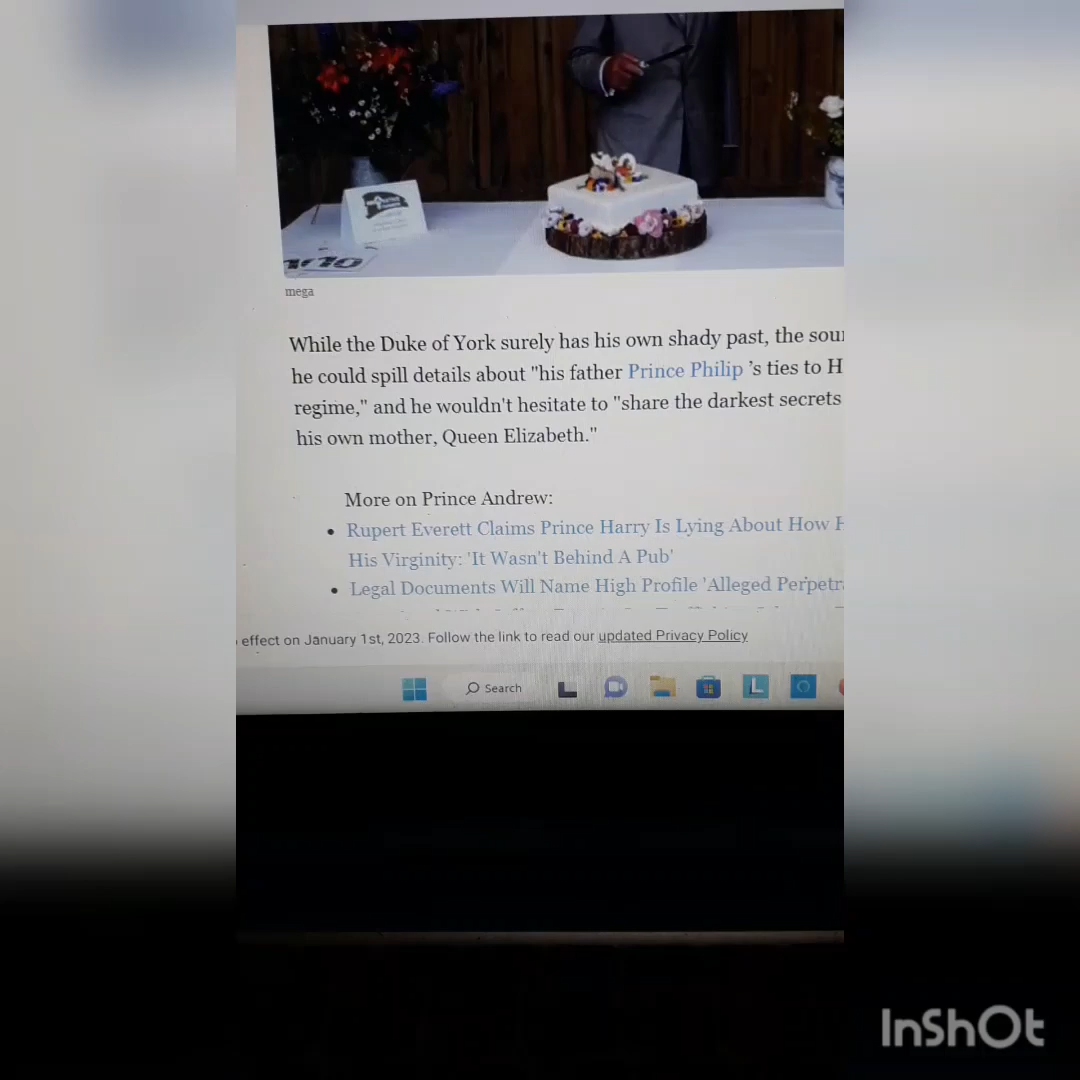 mega
While the Duke of York surely has his own shady past, the sour
he could spill details about "his father Prince Philip 's ties to H
regime," and he wouldn't hesitate to "share the darkest secrets
his own mother, Queen Elizabeth."
More on Prince Andrew:
Rupert Everett Claims Prince Harry Is Lying About How H
His Virginity: 'It Wasn't Behind A Pub'
Legal Documents Will Name High Profile 'Alleged Perpetra
effect on January 1st, 2023. Follow the link to read our updated Privacy Policy
Search
InShOt